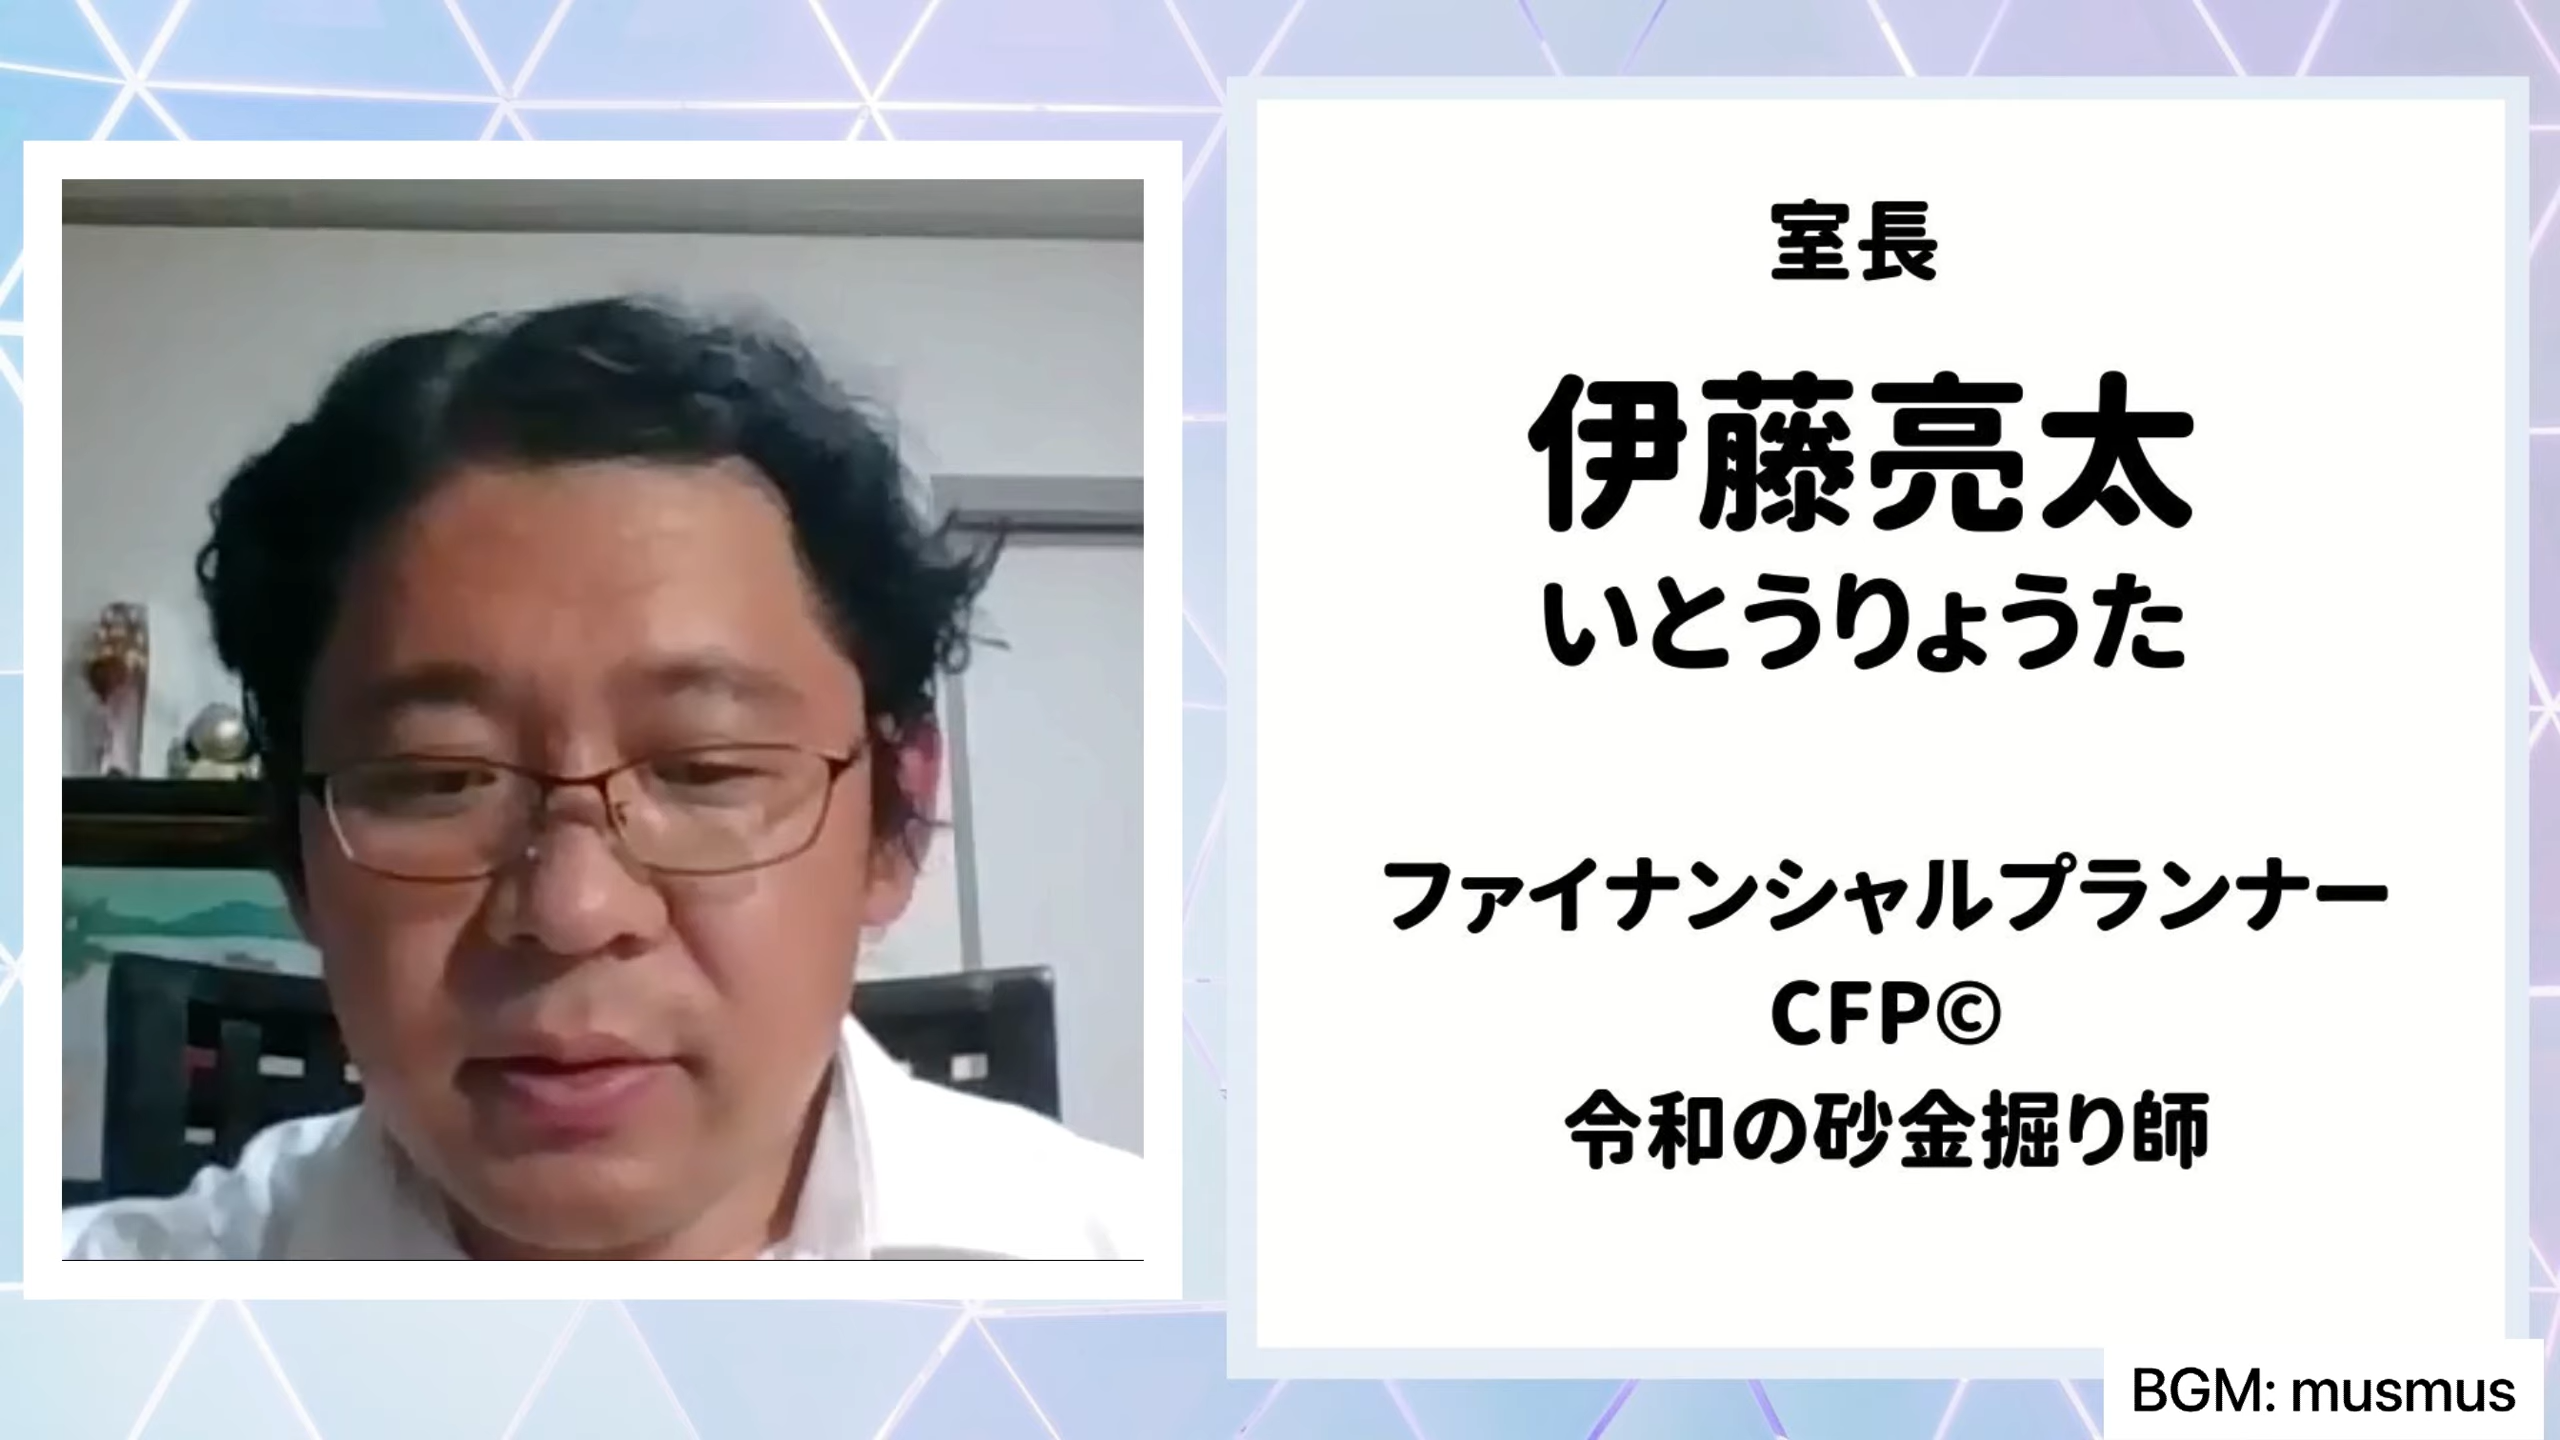 室長
伊藤亮太
いとうりょうた
ファイナンシャルプランナー
CFP©
令和の砂金掘り師
BGM: musmus